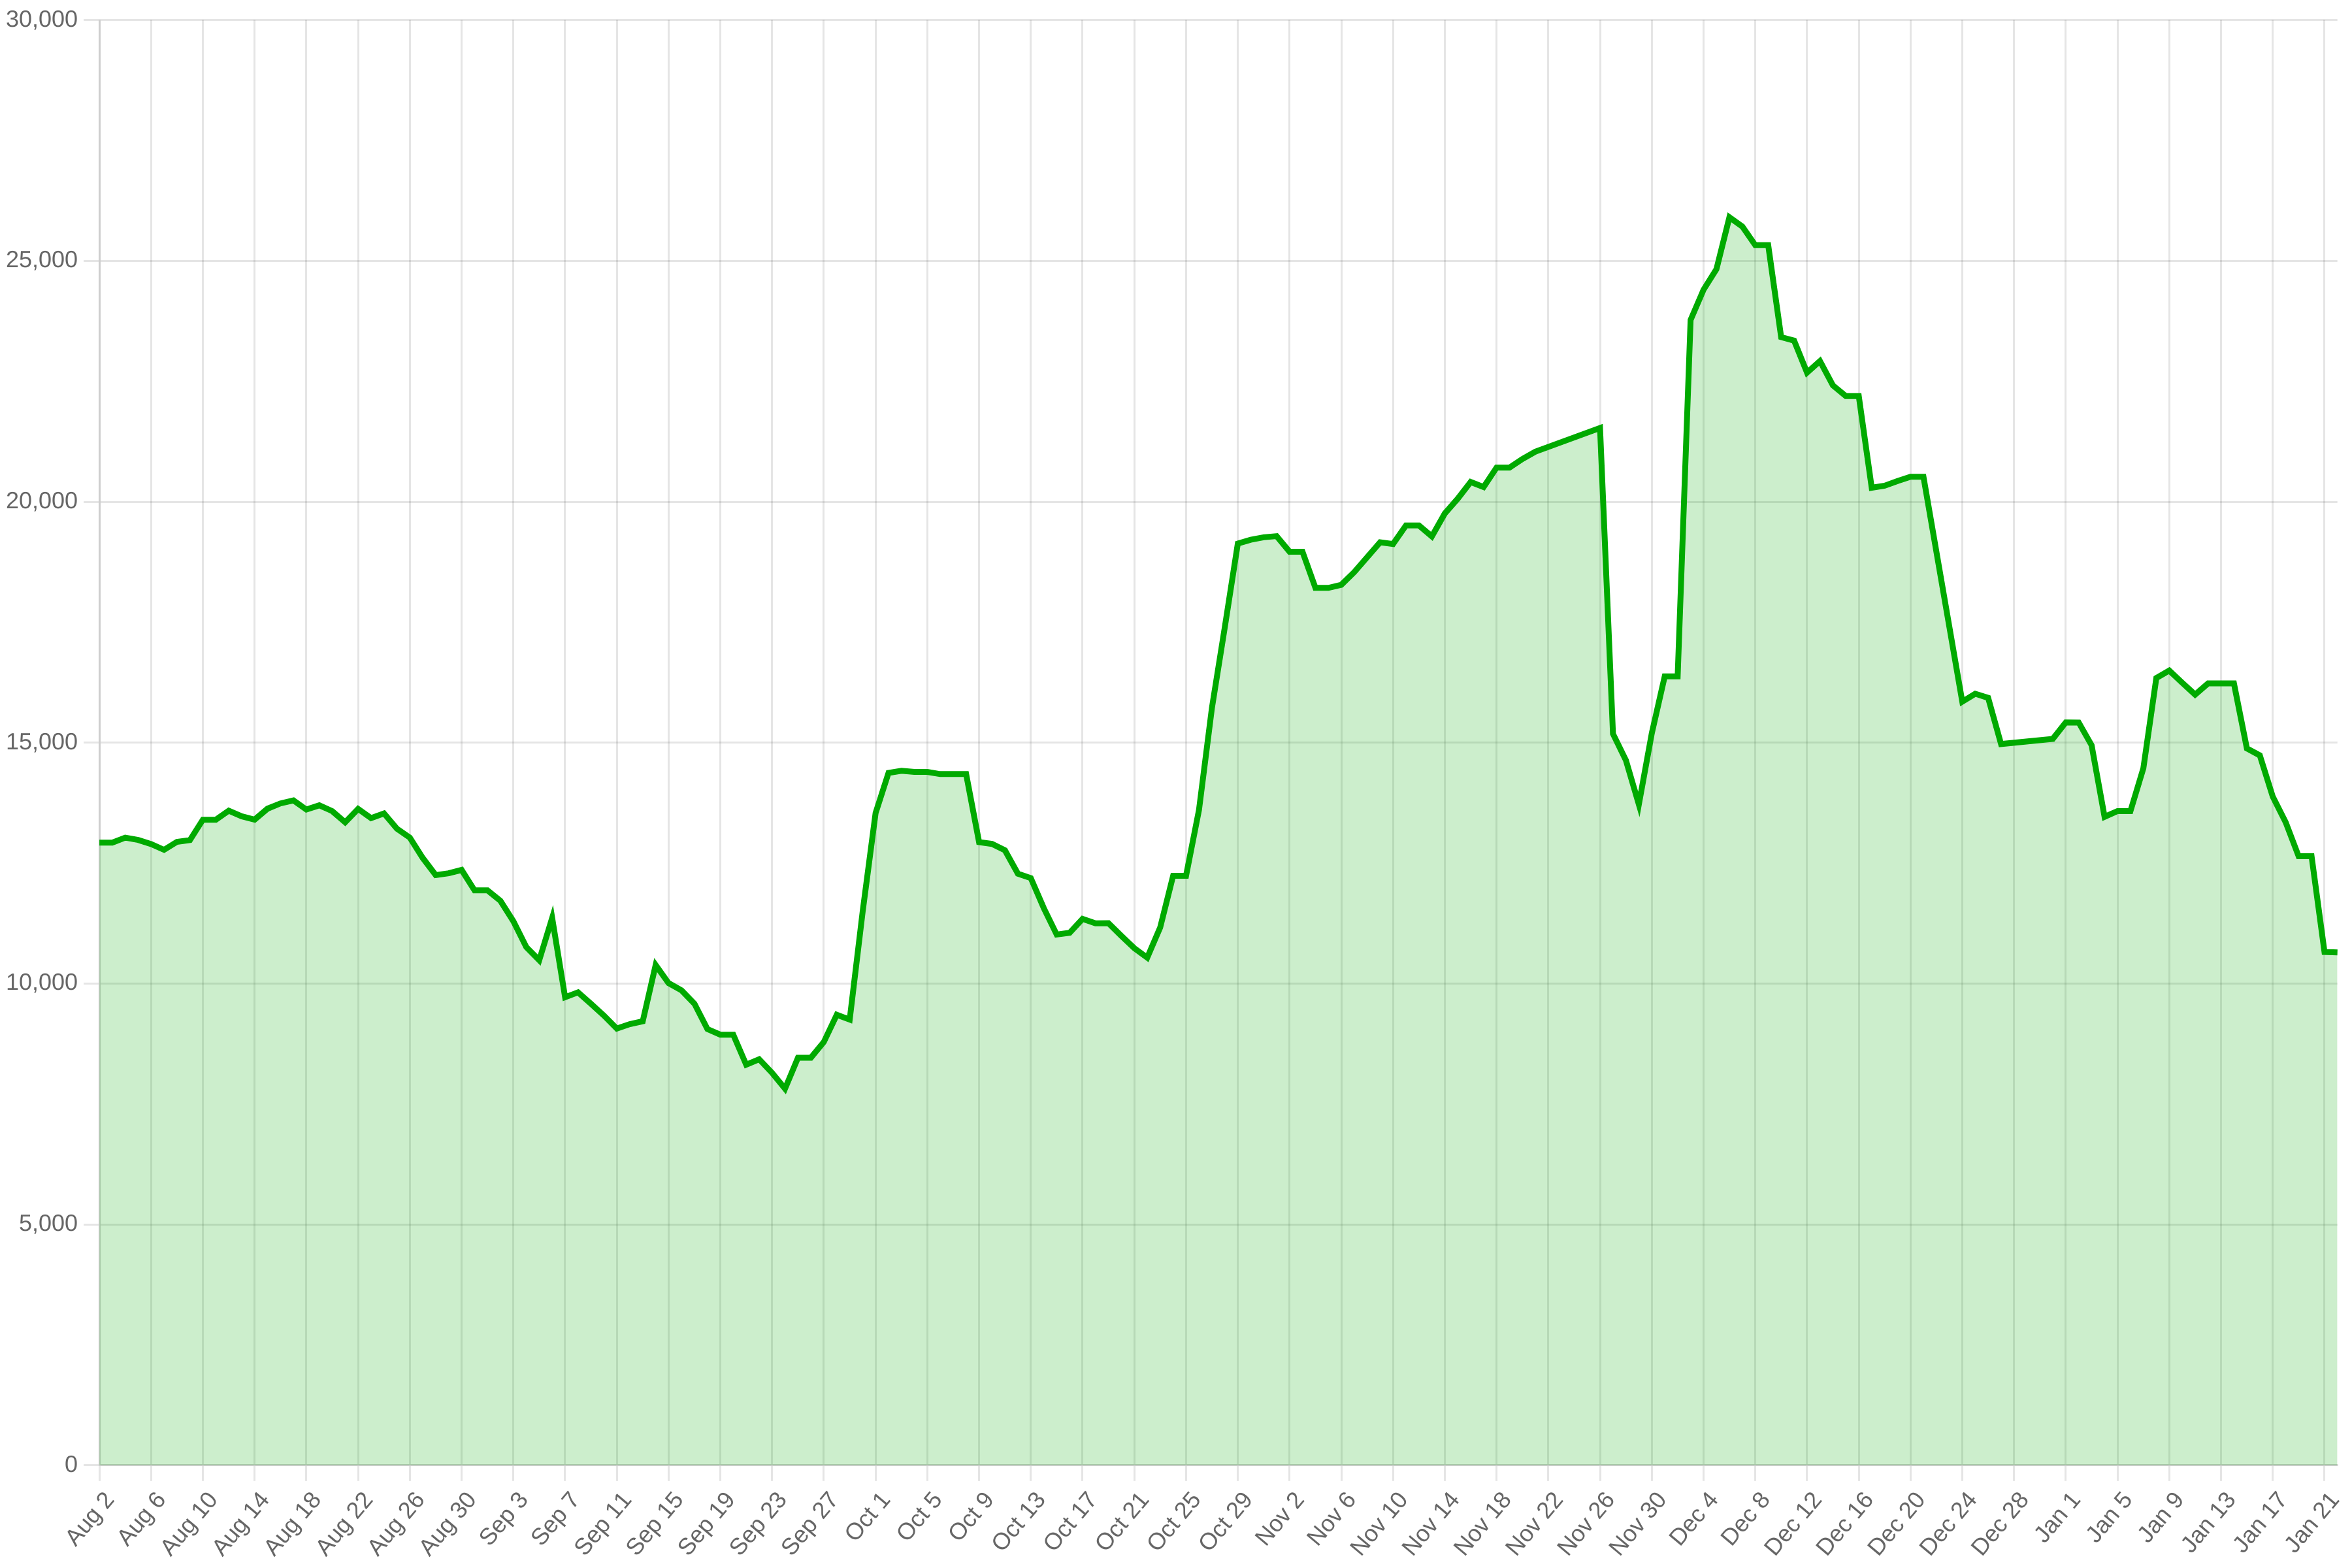 30,000
25,000
20,000
15,000
10,000
5,000
0
Aug 2
Aug 6
Aug 10
Aug 14
Aug 18
Aug 22
Aug 26
Aug 30
Sep 3
Sep 7
Sep 11
Sep 15
Sep 19
Sep 23
Sep 27
Oct 1
Oct 5
Oct 9
Oct 13
Oct 17
Oct 21
Oct 25
Oct 29
Nov 2
Nov 6
Nov 10
Nov 14
Nov 18
Nov 22
Nov 26
Nov 30
Dec 4
Dec 8
Dec 12
Dec 16
Dec 20
Dec 24
Dec 28
Jan 1
Jan 5
Jan 9
Jan 13
Jan 17
Jan 21